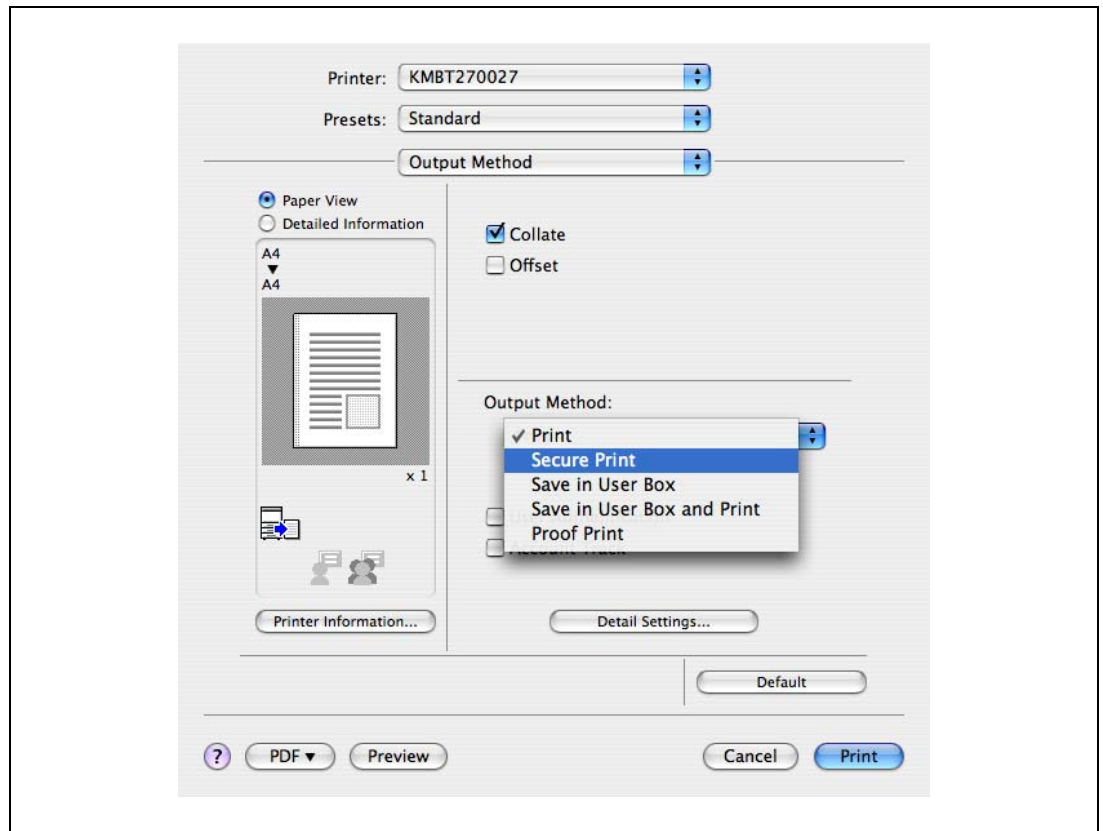 Printer: KMBT270027
Presets: Standard
Output Method
Paper View
Detailed Information
A4
A4
x 1
Printer Information...
Collate
Offset
Output Method:
✓ Print
Secure Print
Save in User Box
Save in User Box and Print
Proof Print
Account Track
Detail Settings...
Default
? PDF ▼ Preview Cancel Print